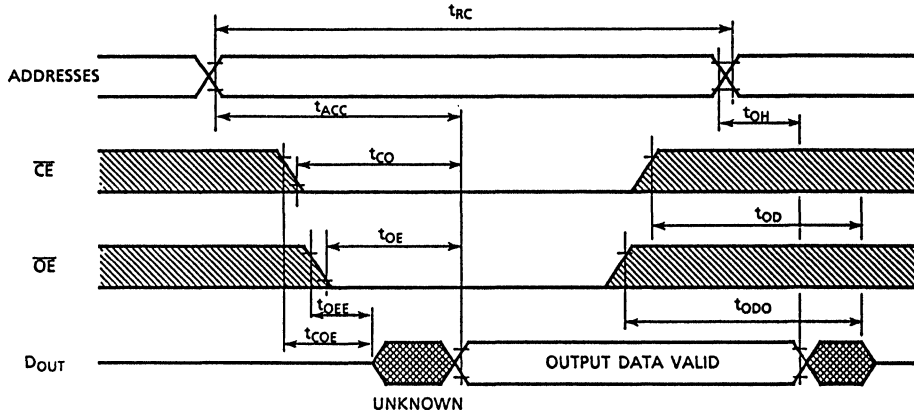 tRC
ADDRESSES
tACC
tOH
CE
tCO
tOD
OE
tOE
tOEE
tODO
tCOE
DOUT
OUTPUT DATA VALID
UNKNOWN